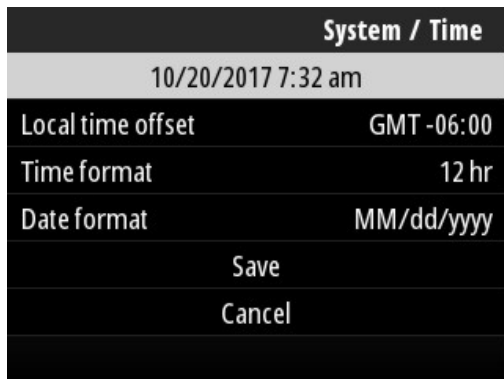 System / Time
10/20/2017 7:32 am
Local time offset GMT -06:00
Time format 12 hr
Date format MM/dd/yyyy
Save
Cancel